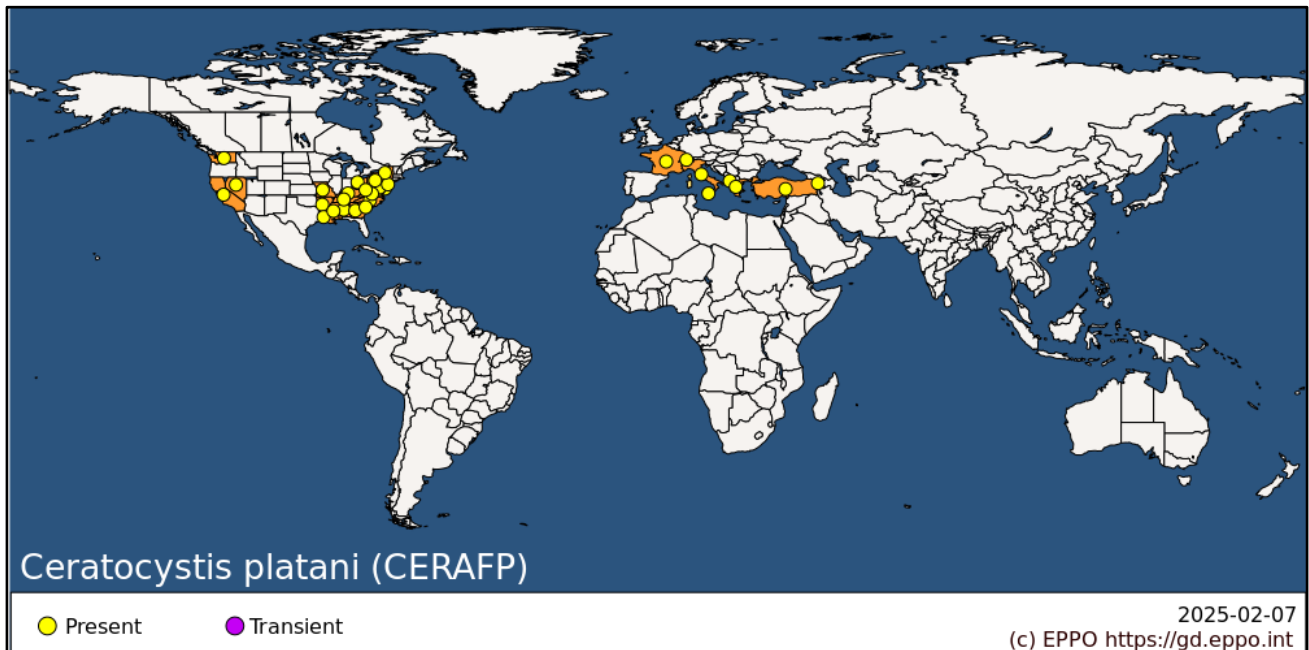 Ceratocystis platani (CERAFP)
Present
Transient
2025-02-07
(c) EPPO https://gd.eppo.int